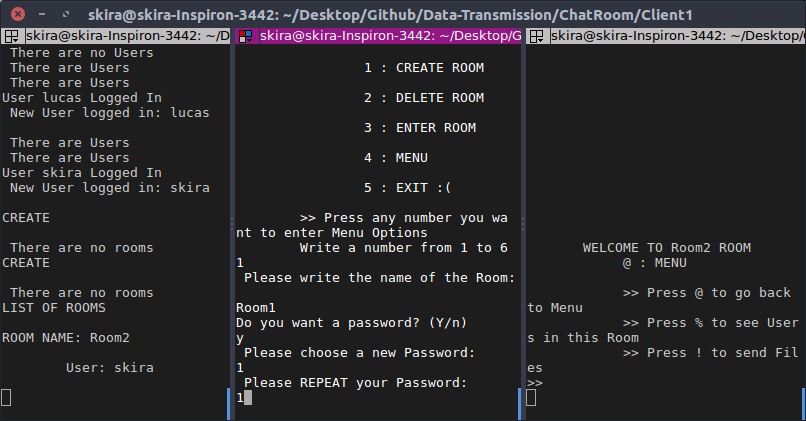 skira@skira-Inspiron-3442: ~/Desktop/Github/Data-Transmission/ChatRoom/Client1
skira@skira-Inspiron-3442: ~/D
There are no Users
There are Users
There are Users
User lucas Logged In
New User logged in: lucas
There are Users
There are Users
User skira Logged In
New User logged in: skira
CREATE
There are no rooms
CREATE
There are no rooms
LIST OF ROOMS
ROOM NAME: Room2
User: skira
skira@skira-Inspiron-3442: ~/Desktop/G
1 : CREATE ROOM
2 : DELETE ROOM
3 : ENTER ROOM
4 : MENU
5 : EXIT :(
>> Press any number you wa
nt to enter Menu Options
Write a number from 1 to 6
1
Please write the name of the Room:
Room1
Do you want a password? (Y/n)
y
Please choose a new Password:
1
Please REPEAT your Password:
1
skira@skira-Inspiron-3442: ~/Desktop/
WELCOME TO Room2 ROOM
@ : MENU
>> Press @ to go back
to Menu
>> Press % to see User
s in this Room
>> Press ! to send Fil
es
>>